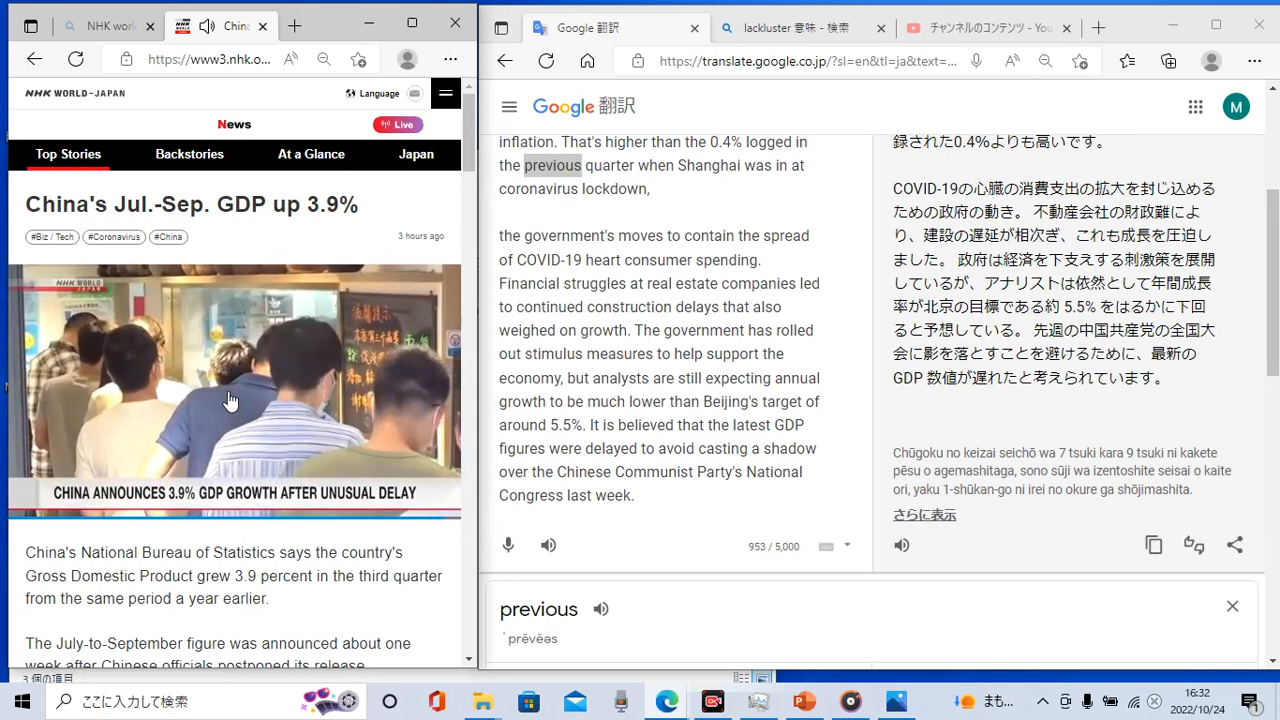 NHK worl
Chin
https://www3.nhk.o...
NHK WORLD-JAPAN
Language
News
Live
Top Stories
Backstories
At a Glance
Japan
China's Jul.-Sep. GDP up 3.9%
#Biz / Tech
#Coronavirus
#China
3 hours ago
NHK WORLD
CHINA ANNOUNCES 3.9% GDP GROWTH AFTER UNUSUAL DELAY
China's National Bureau of Statistics says the country's
Gross Domestic Product grew 3.9 percent in the third quarter
from the same period a year earlier.
The July-to-September figure was announced about one
week after Chinese officials postponed its release
3 個の項目
Google 翻訳
lackluster 意味 - 検索
チャンネルのコンテンツ - You
https://translate.google.co.jp/?sl=en&tl=ja&text=...
Google 翻訳
M
inflation. That's higher than the 0.4% logged in
the previous quarter when Shanghai was in at
coronavirus lockdown,
the government's moves to contain the spread
of COVID-19 heart consumer spending.
Financial struggles at real estate companies led
to continued construction delays that also
weighed on growth. The government has rolled
out stimulus measures to help support the
economy, but analysts are still expecting annual
growth to be much lower than Beijing's target of
around 5.5%. It is believed that the latest GDP
figures were delayed to avoid casting a shadow
over the Chinese Communist Party's National
Congress last week.
953 / 5,000
録された0.4%よりも高いです。
COVID-19の心臓の消費支出の拡大を封じ込める
ための政府の動き。 不動産会社の財政難によ
り、建設の遅延が相次ぎ、これも成長を圧迫し
ました。 政府は経済を下支えする刺激策を展開
しているが、アナリストは依然として年間成長
率が北京の目標である約 5.5% をはるかに下回
ると予想している。 先週の中国共産党の全国大
会に影を落とすことを避けるために、最新の
GDP 数値が遅れたと考えられています。
Chūgoku no keizai seichō wa 7 tsuki kara 9 tsuki ni kakete
pēsu o agemashitaga, sono sūji wa izentoshite seisai o kaite
ori, yaku 1-shūkan-go ni irei no okure ga shōjimashita.
さらに表示
previous
ˈprēvēəs
ここに入力して検索
まも...
16:32
2022/10/24
1